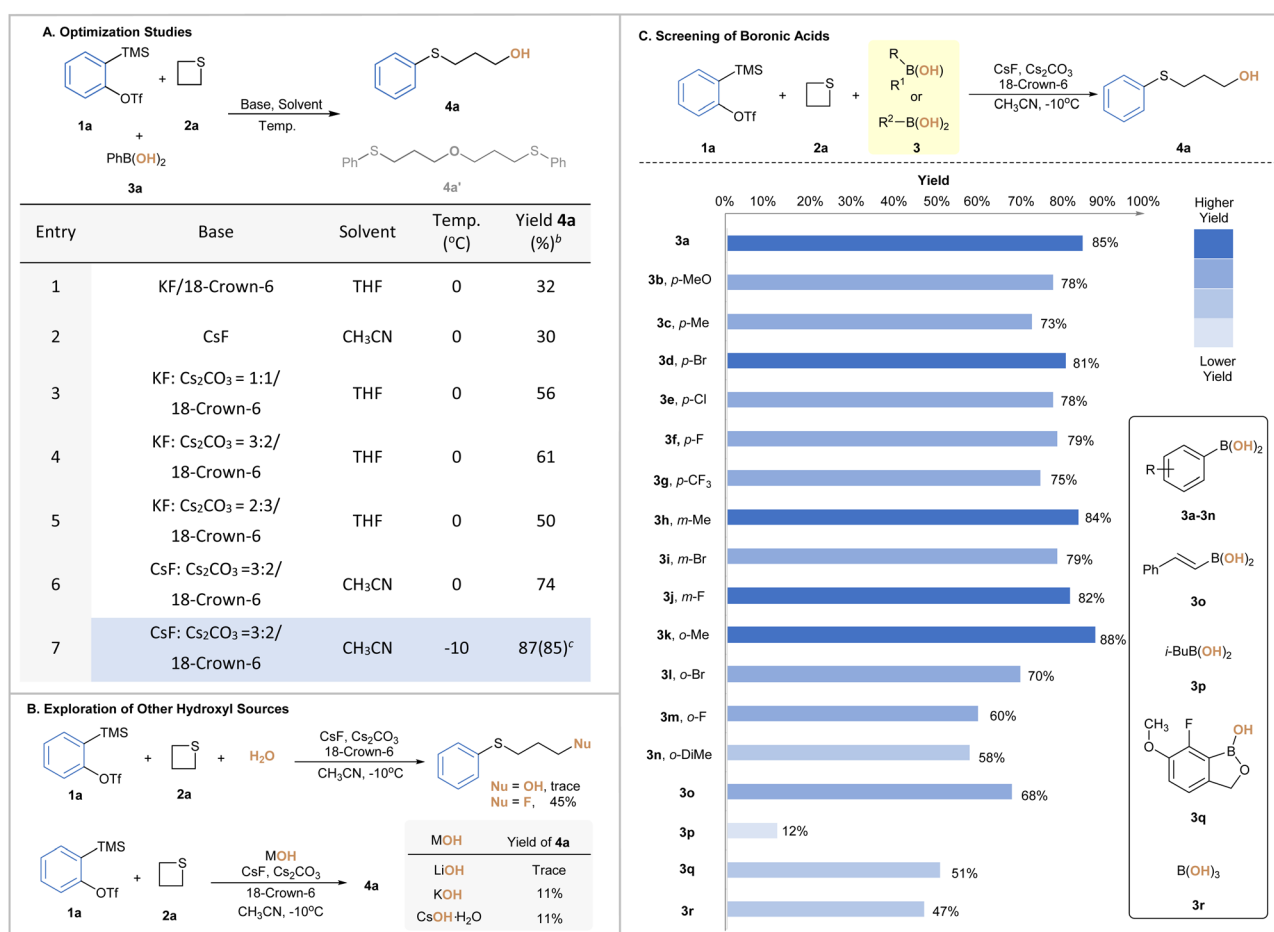 A. Optimization Studies
TMS
OTf
1a
+
S
2a
+
PhB(OH)2
3a
Base, Solvent
Temp.
S
OH
4a
Ph
S
O
S
Ph
4a'
Entry Base Solvent Temp. (oC) Yield 4a (%)b
1 KF/18-Crown-6 THF 0 32
2 CsF CH3CN 0 30
3 KF: Cs2CO3 = 1:1/ 18-Crown-6 THF 0 56
4 KF: Cs2CO3 = 3:2/ 18-Crown-6 THF 0 61
5 KF: Cs2CO3 = 2:3/ 18-Crown-6 THF 0 50
6 CsF: Cs2CO3 =3:2/ 18-Crown-6 CH3CN 0 74
7 CsF: Cs2CO3 =3:2/ 18-Crown-6 CH3CN -10 87(85)c
B. Exploration of Other Hydroxyl Sources
TMS
OTf
1a
+
S
2a
+
H2O
CsF, Cs2CO3
18-Crown-6
CH3CN, -10oC
S
Nu
Nu = OH, trace
Nu = F, 45%
TMS
OTf
1a
+
S
2a
MOH
CsF, Cs2CO3
18-Crown-6
CH3CN, -10oC
4a
MOH Yield of 4a
LiOH Trace
KOH 11%
CsOH·H2O 11%
C. Screening of Boronic Acids
TMS
OTf
1a
+
S
2a
+
R
B(OH)
R1
or
R2–B(OH)2
3
CsF, Cs2CO3
18-Crown-6
CH3CN, -10oC
S
OH
4a
Yield
0% 10% 20% 30% 40% 50% 60% 70% 80% 90% 100%
3a 85%
3b, p-MeO 78%
3c, p-Me 73%
3d, p-Br 81%
3e, p-Cl 78%
3f, p-F 79%
3g, p-CF3 75%
3h, m-Me 84%
3i, m-Br 79%
3j, m-F 82%
3k, o-Me 88%
3l, o-Br 70%
3m, o-F 60%
3n, o-DiMe 58%
3o 68%
3p 12%
3q 51%
3r 47%
Higher
Yield
Lower
Yield
R
B(OH)2
3a-3n
Ph
B(OH)2
3o
i-BuB(OH)2
3p
CH3
O
F
OH
B
O
3q
B(OH)3
3r